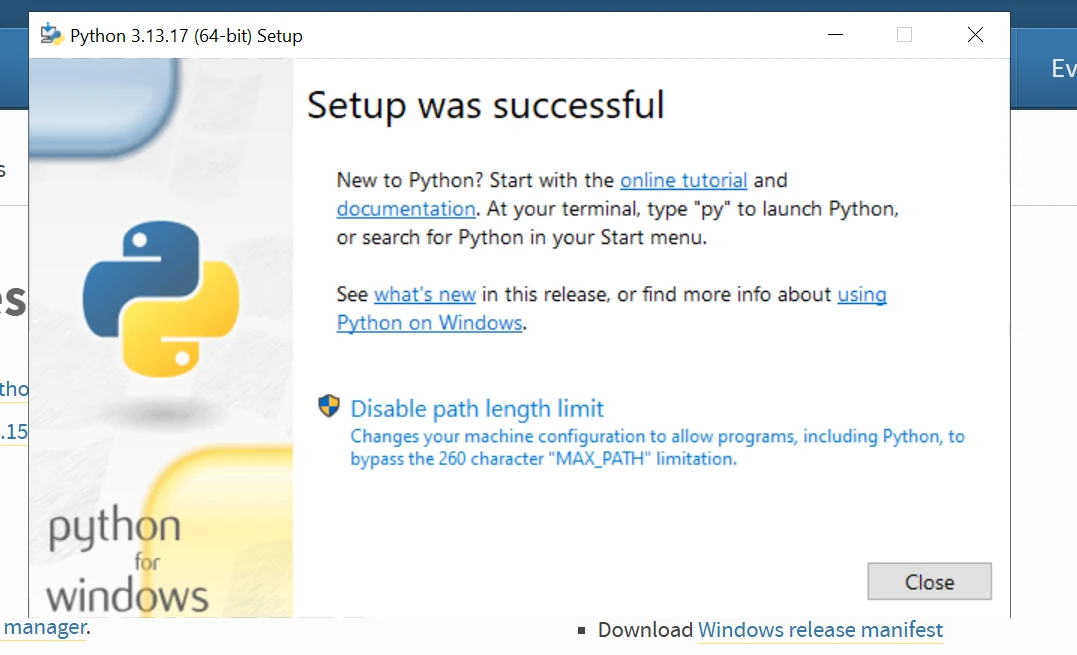 Python 3.13.17 (64-bit) Setup
Ev
Setup was successful
s
New to Python? Start with the online tutorial and
documentation. At your terminal, type "py" to launch Python,
or search for Python in your Start menu.
es
See what's new in this release, or find more info about using
Python on Windows.
tho
.15
Disable path length limit
Changes your machine configuration to allow programs, including Python, to
bypass the 260 character "MAX_PATH" limitation.
python
for
windows
Close
manager.
▪ Download Windows release manifest